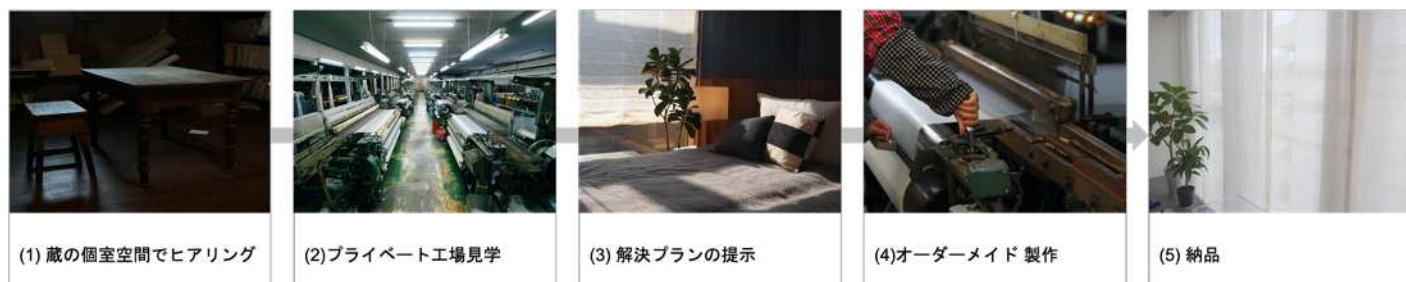 (1) 蔵の個室空間でヒアリング
(2)プライベート工場見学
(3) 解決プランの提示
(4)オーダーメイド 製作
(5) 納品